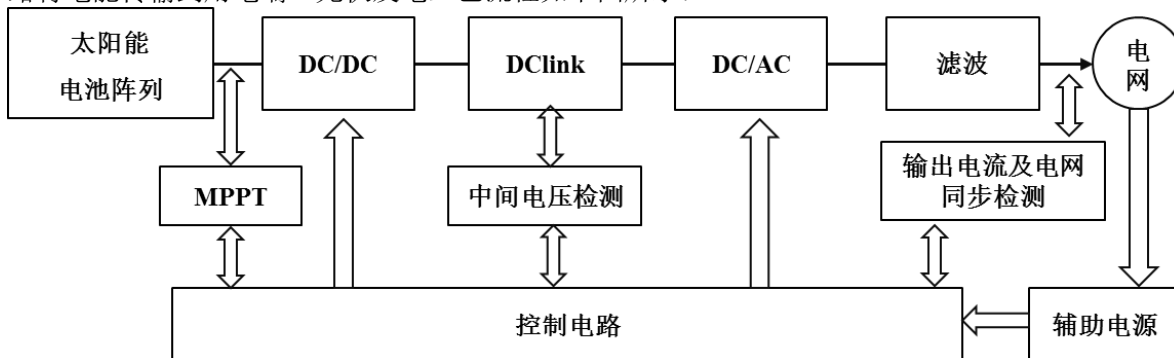 太阳能
电池阵列
DC/DC
DClink
DC/AC
滤波
电
网
MPPT
中间电压检测
输出电流及电网
同步检测
控制电路
辅助电源